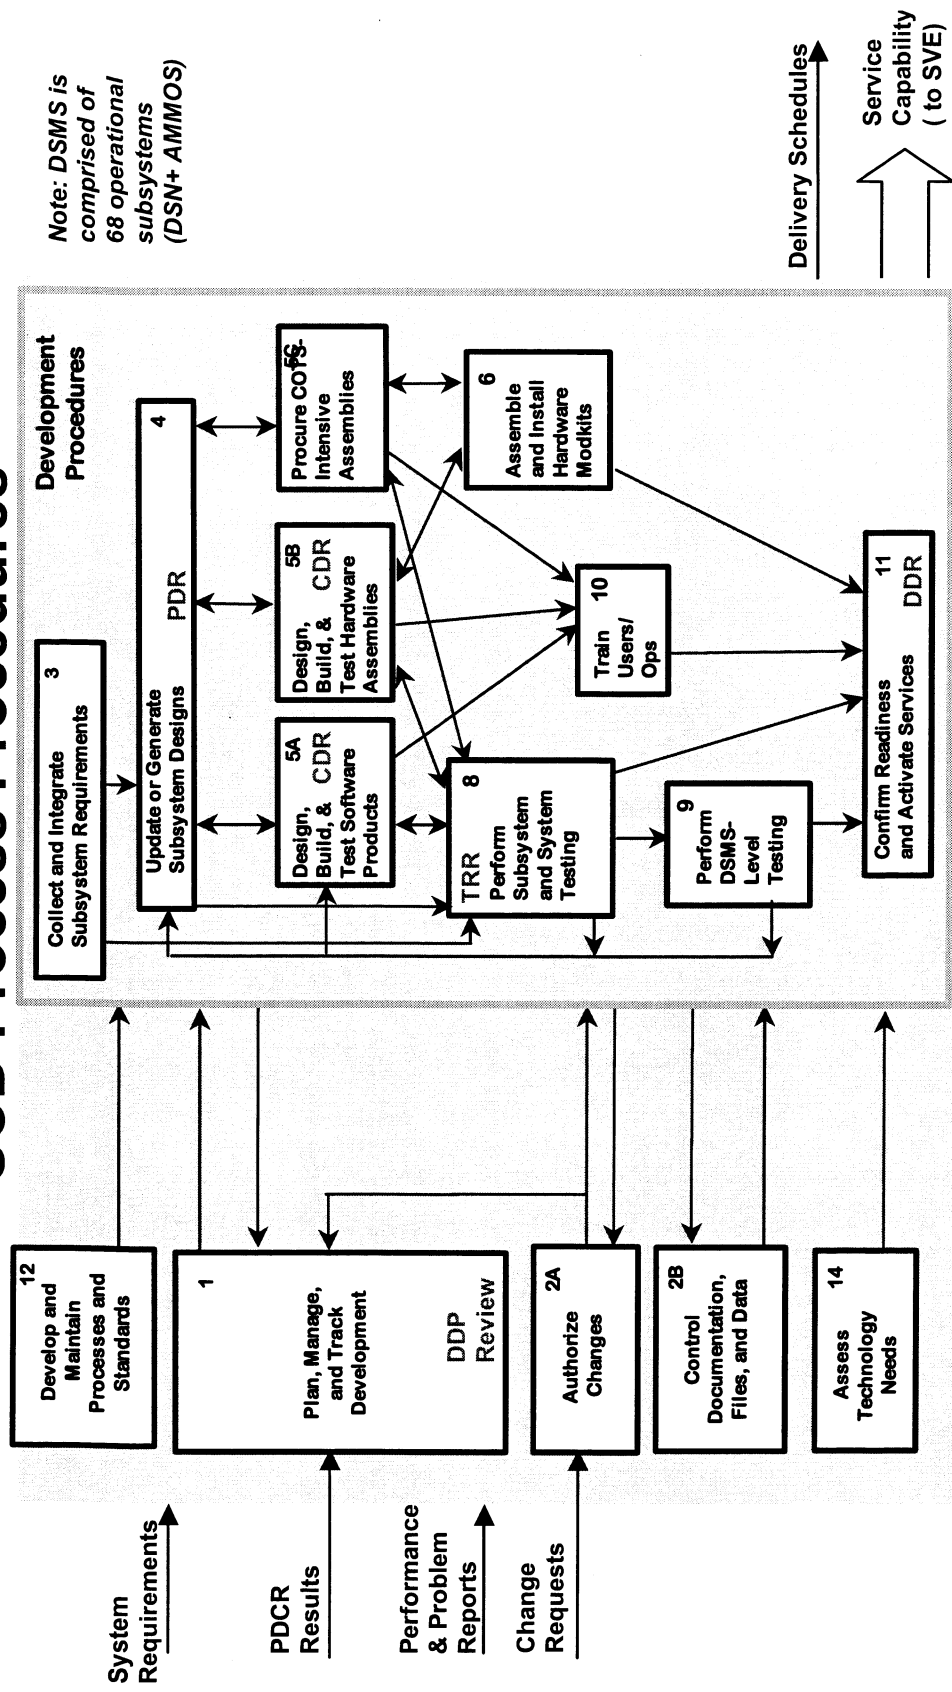 Note: DSMS is
comprised of
68 operational
subsystems
(DSN+ AMMOS)
Development
Procedures
3
Collect and Integrate
Subsystem Requirements
4
Update or Generate
Subsystem Designs
PDR
5A
Design,
Build, & CDR
Test Software
Products
5B
Design,
Build, & CDR
Test Hardware
Assemblies
5C
Procure COTS-
Intensive
Assemblies
6
Assemble
and Install
Hardware
Modkits
8
TRR
Perform
Subsystem
and System
Testing
9
Perform
DSMS-
Level
Testing
10
Train
Users/
Ops
11
Confirm Readiness
and Activate Services
DDR
12
Develop and
Maintain
Processes and
Standards
1
Plan, Manage,
and Track
Development
DDP
Review
2A
Authorize
Changes
2B
Control
Documentation,
Files, and Data
14
Assess
Technology
Needs
System
Requirements
PDCR
Results
Performance
& Problem
Reports
Change
Requests
Delivery Schedules
Service
Capability
( to SVE)